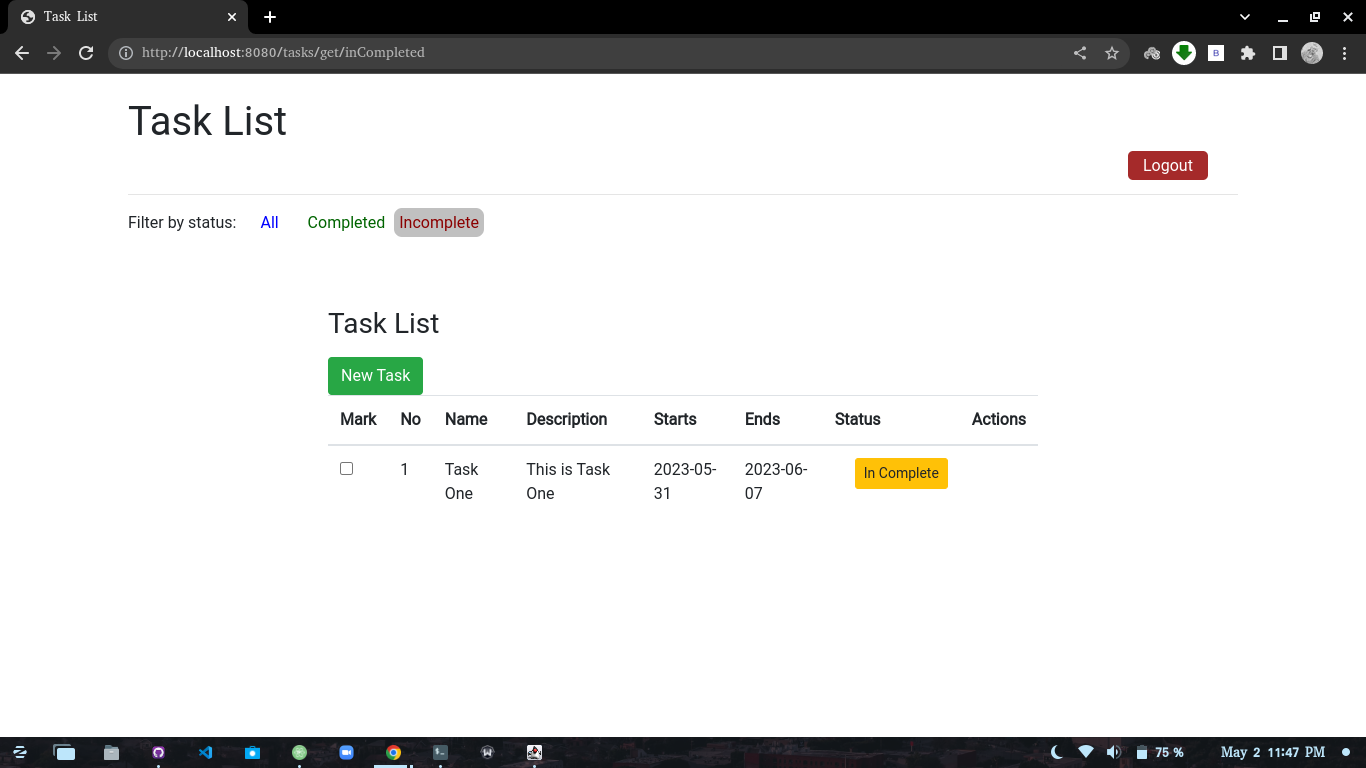 Task List
http://localhost:8080/tasks/get/inCompleted
B
Task List
Logout
Filter by status: All Completed Incomplete
Task List
New Task
Mark No Name Description Starts Ends Status Actions
1 Task This is Task 2023-05- 2023-06- In Complete
One One 31 07
75 % May 2 11:47 PM